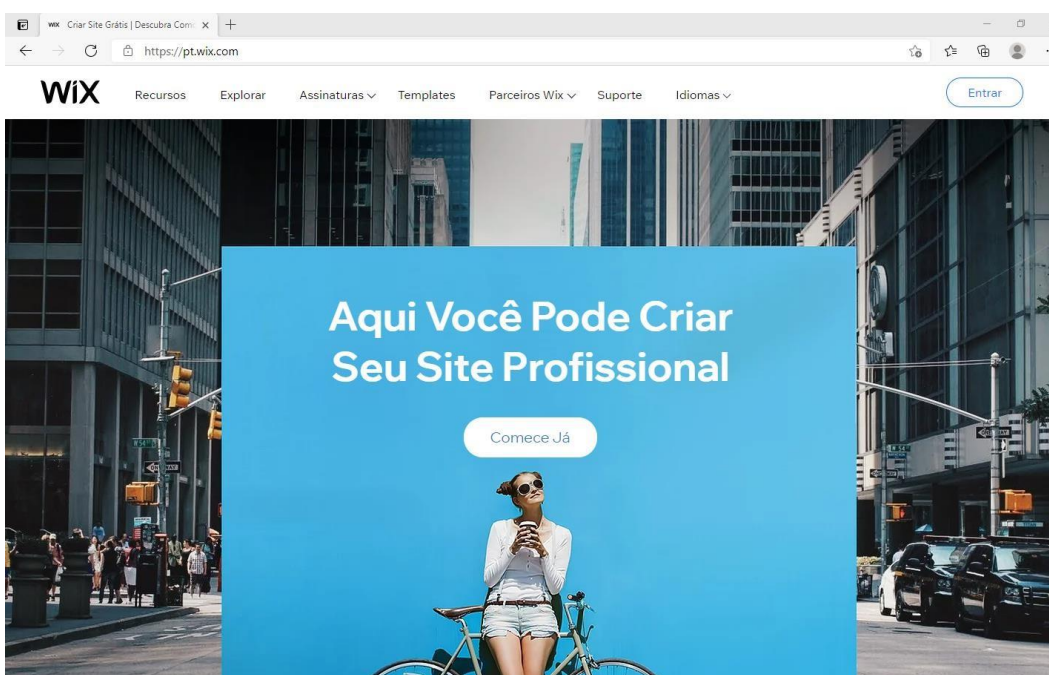 WIX Criar Site Grátis | Descubra Com
https://pt.wix.com
WiX
Recursos Explorar Assinaturas Templates Parceiros Wix Suporte Idiomas Entrar
Aqui Você Pode Criar
Seu Site Profissional
Comece Já